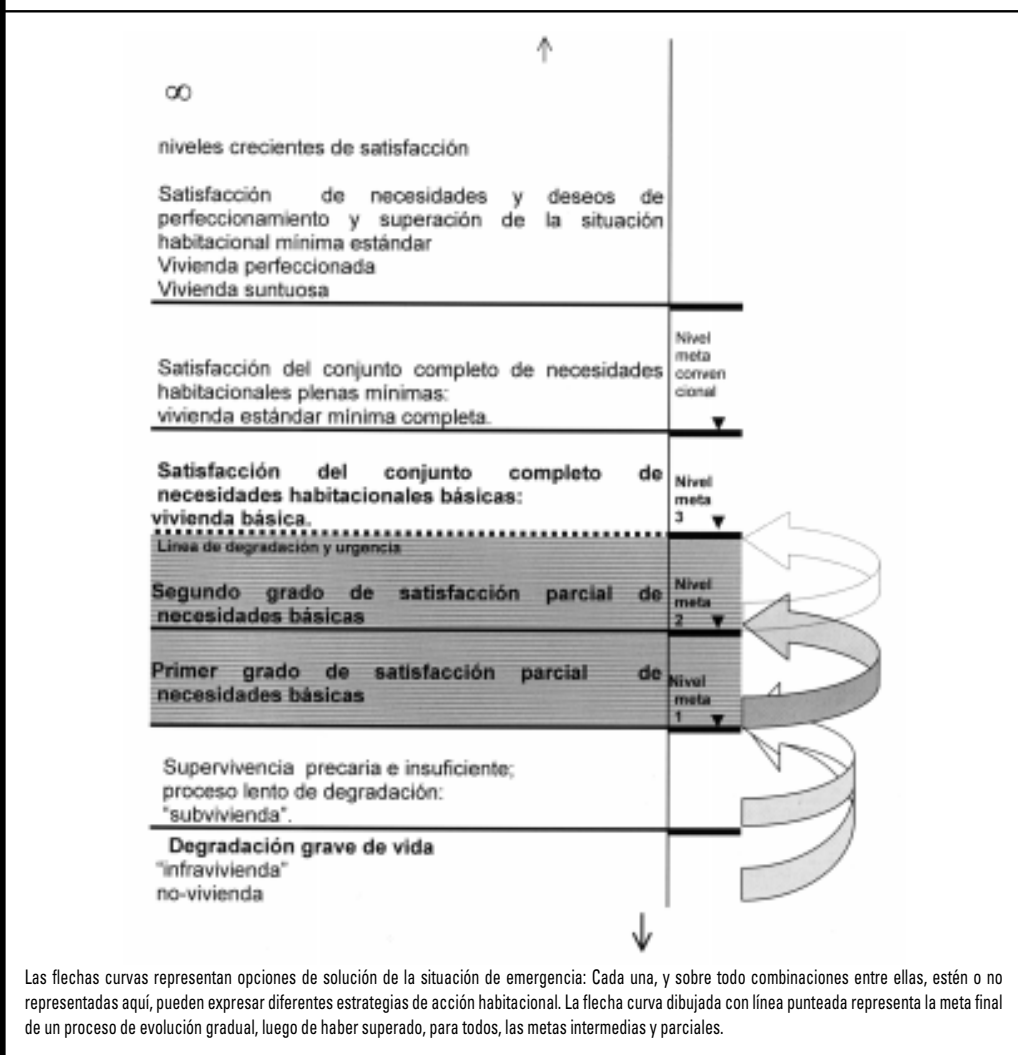 ∞
niveles crecientes de satisfacción
Satisfacción de necesidades y deseos de
perfeccionamiento y superación de la situación
habitacional mínima estándar
Vivienda perfeccionada
Vivienda suntuosa
Nivel
meta
conven
cional
Satisfacción del conjunto completo de necesidades
habitacionales plenas mínimas:
vivienda estándar mínima completa.
Satisfacción del conjunto completo de
necesidades habitacionales básicas:
vivienda básica.
Nivel
meta
3
Linea de degradación y urgencia
Segundo grado de satisfacción parcial de
necesidades básicas
Nivel
meta
2
Primer grado de satisfacción parcial de
necesidades básicas
Nivel
meta
1
Supervivencia precaria e insuficiente;
proceso lento de degradación:
"subvivienda".
Degradación grave de vida
"infravivienda"
no-vivienda
Las flechas curvas representan opciones de solución de la situación de emergencia: Cada una, y sobre todo combinaciones entre ellas, estén o no
representadas aquí, pueden expresar diferentes estrategias de acción habitacional. La flecha curva dibujada con línea punteada representa la meta final
de un proceso de evolución gradual, luego de haber superado, para todos, las metas intermedias y parciales.